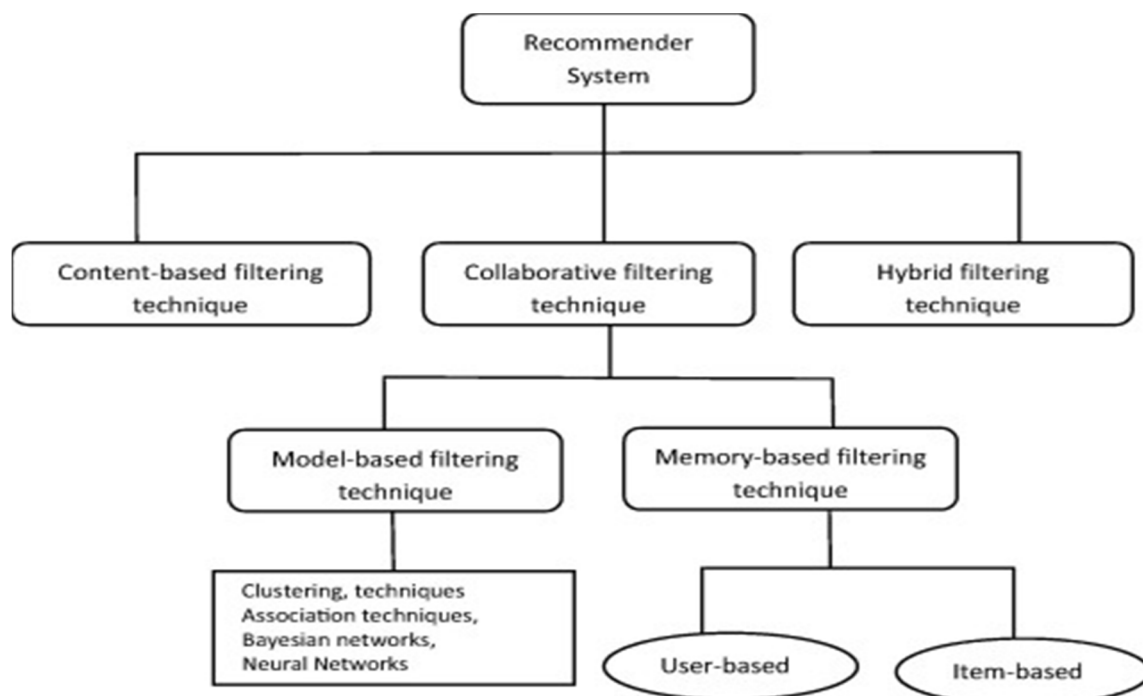 Recommender
System
Content-based filtering
technique
Collaborative filtering
technique
Hybrid filtering
technique
Model-based filtering
technique
Memory-based filtering
technique
Clustering, techniques
Association techniques,
Bayesian networks,
Neural Networks
User-based
Item-based